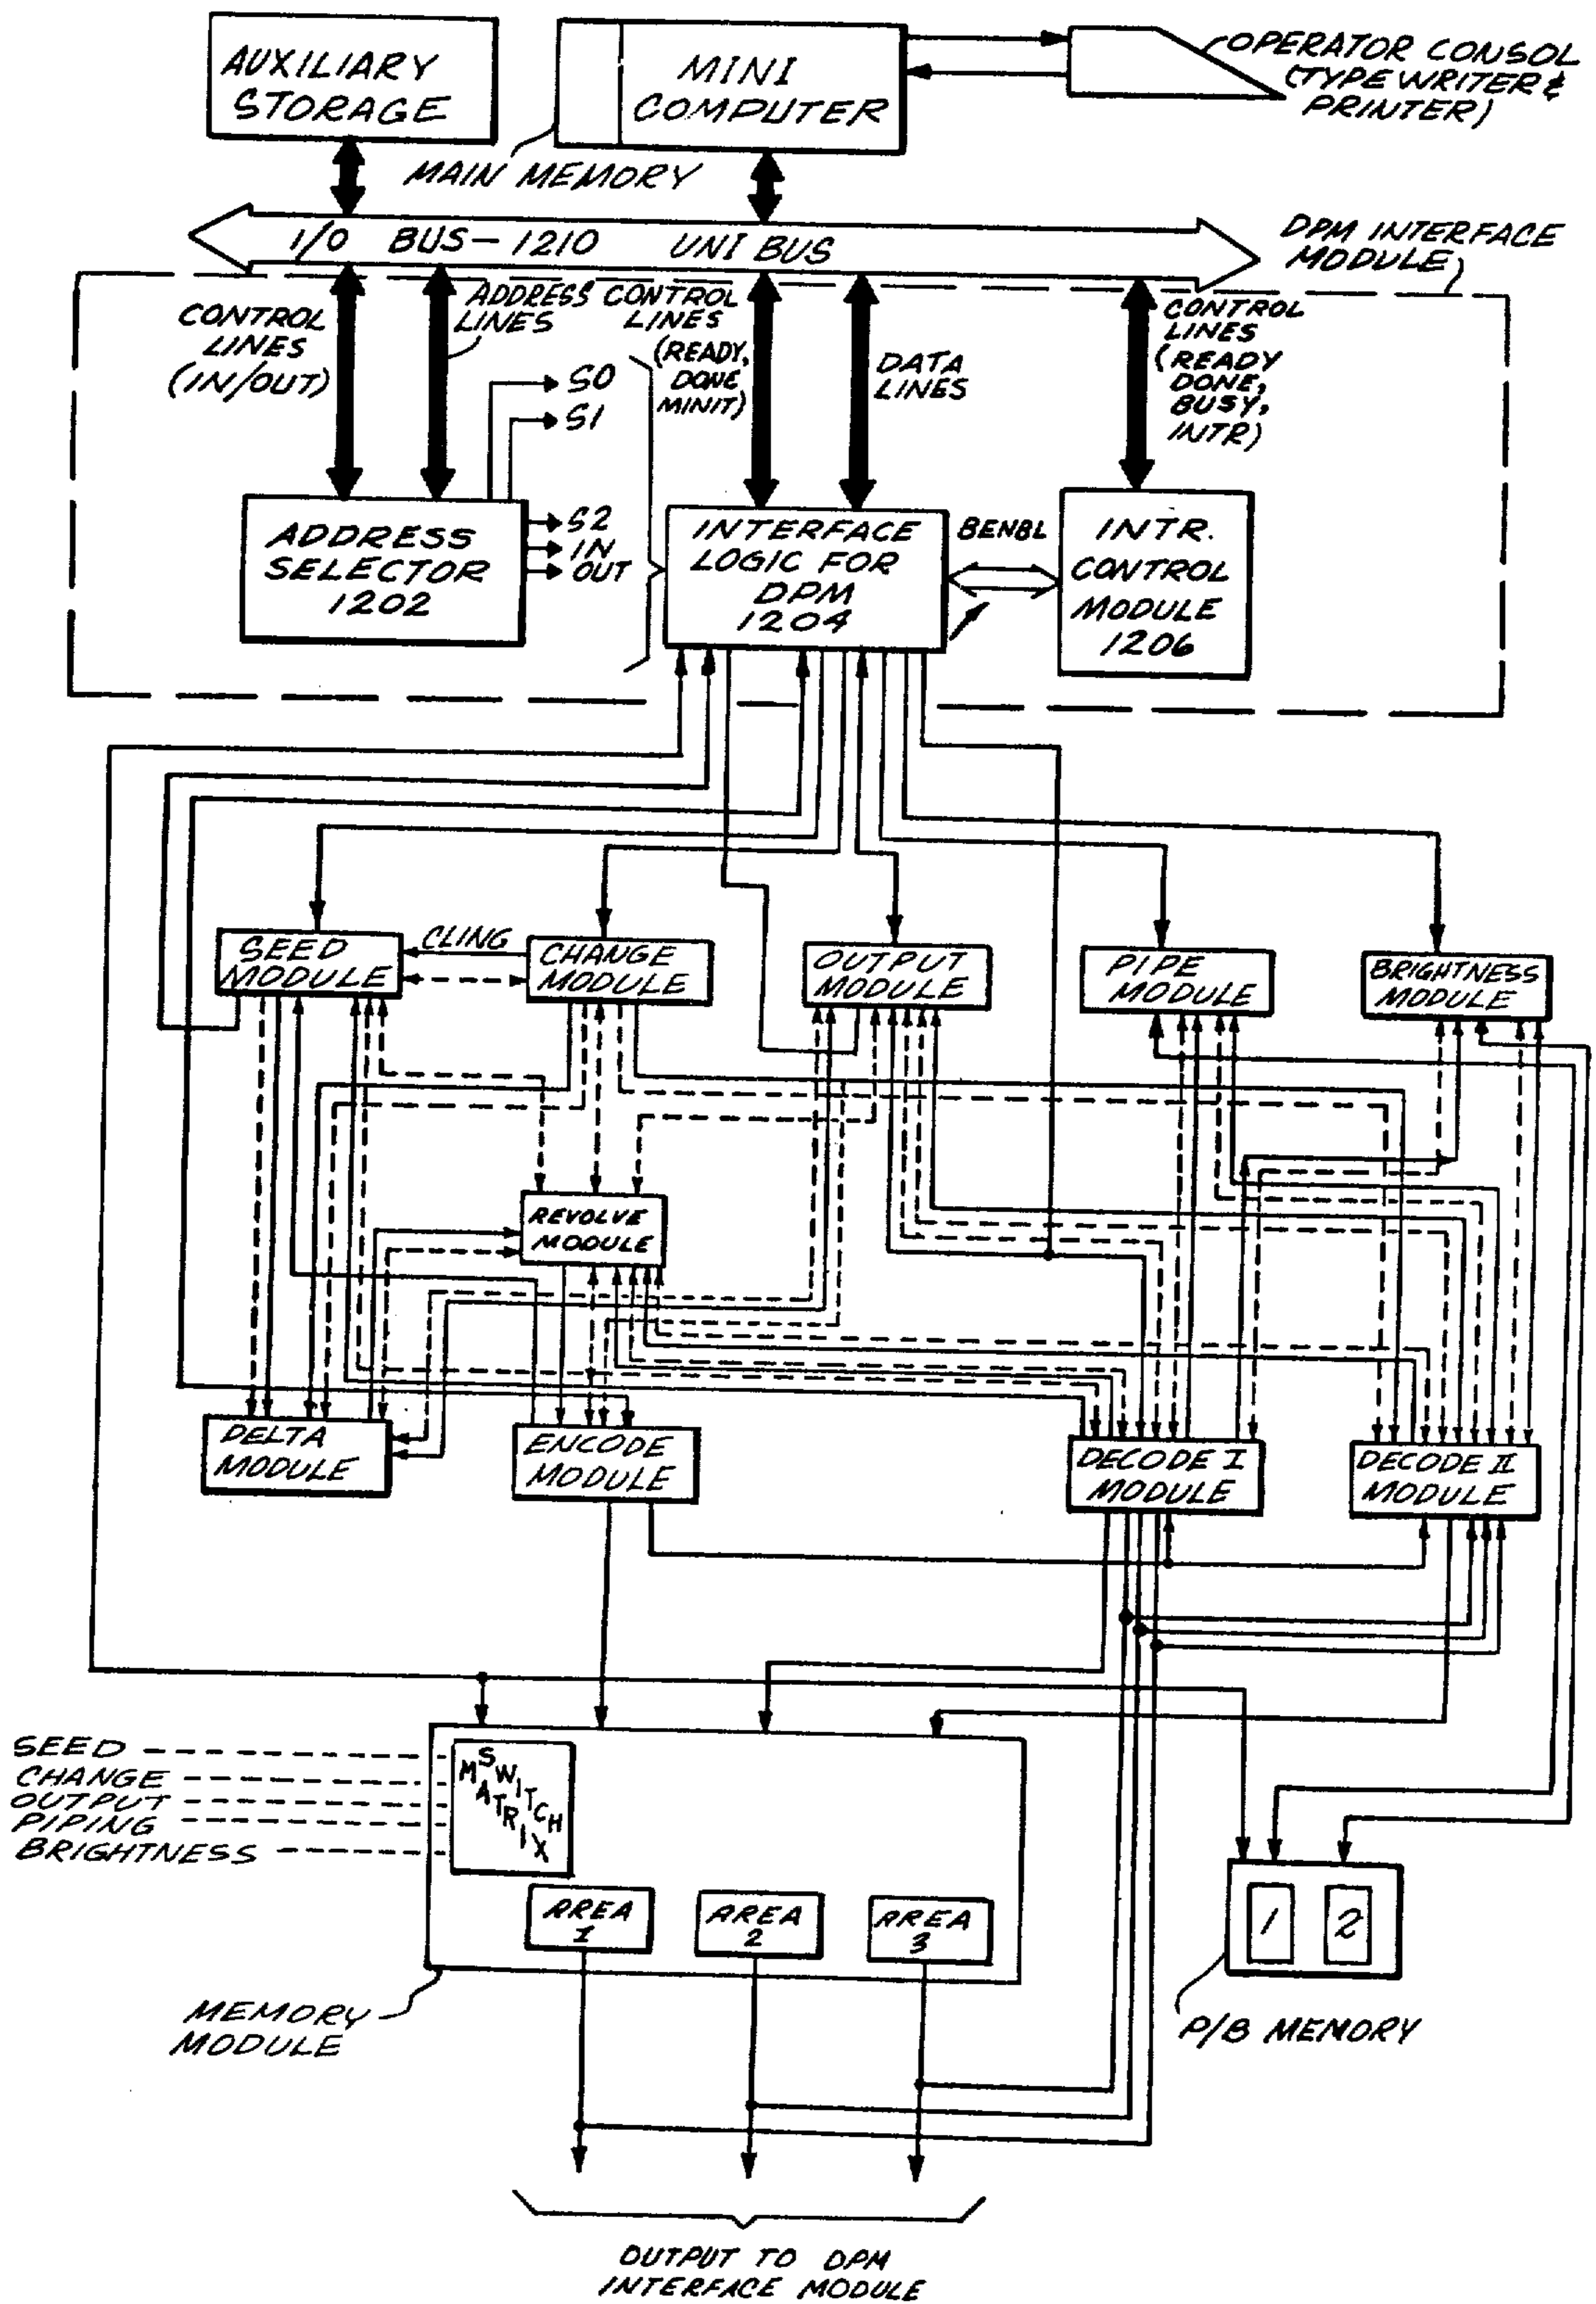 AUXILIARY
STORAGE
MINI
COMPUTER
OPERATOR CONSOL
(TYPE WRITER &
PRINTER)
MAIN MEMORY
I/O BUS-1210 UNI BUS
DPM INTERFACE
MODULE
CONTROL
LINES
(IN/OUT)
ADDRESS
LINES
CONTROL
LINES
(READY,
DONE
MINIT)
DATA
LINES
CONTROL
LINES
(READY
DONE,
BUSY,
INTR)
S0
S1
S2
IN
OUT
ADDRESS
SELECTOR
1202
INTERFACE
LOGIC FOR
DPM
1204
BENBL
INTR.
CONTROL
MODULE
1206
SEED
MODULE
CLING
CHANGE
MODULE
OUTPUT
MODULE
PIPE
MODULE
BRIGHTNESS
MODULE
REVOLVE
MODULE
DELTA
MODULE
ENCODE
MODULE
DECODE I
MODULE
DECODE II
MODULE
SEED
CHANGE
OUTPUT
PIPING
BRIGHTNESS
SWITCH
MATRIX
AREA
1
AREA
2
AREA
3
1
2
MEMORY
MODULE
P/B MEMORY
OUTPUT TO DPM
INTERFACE MODULE